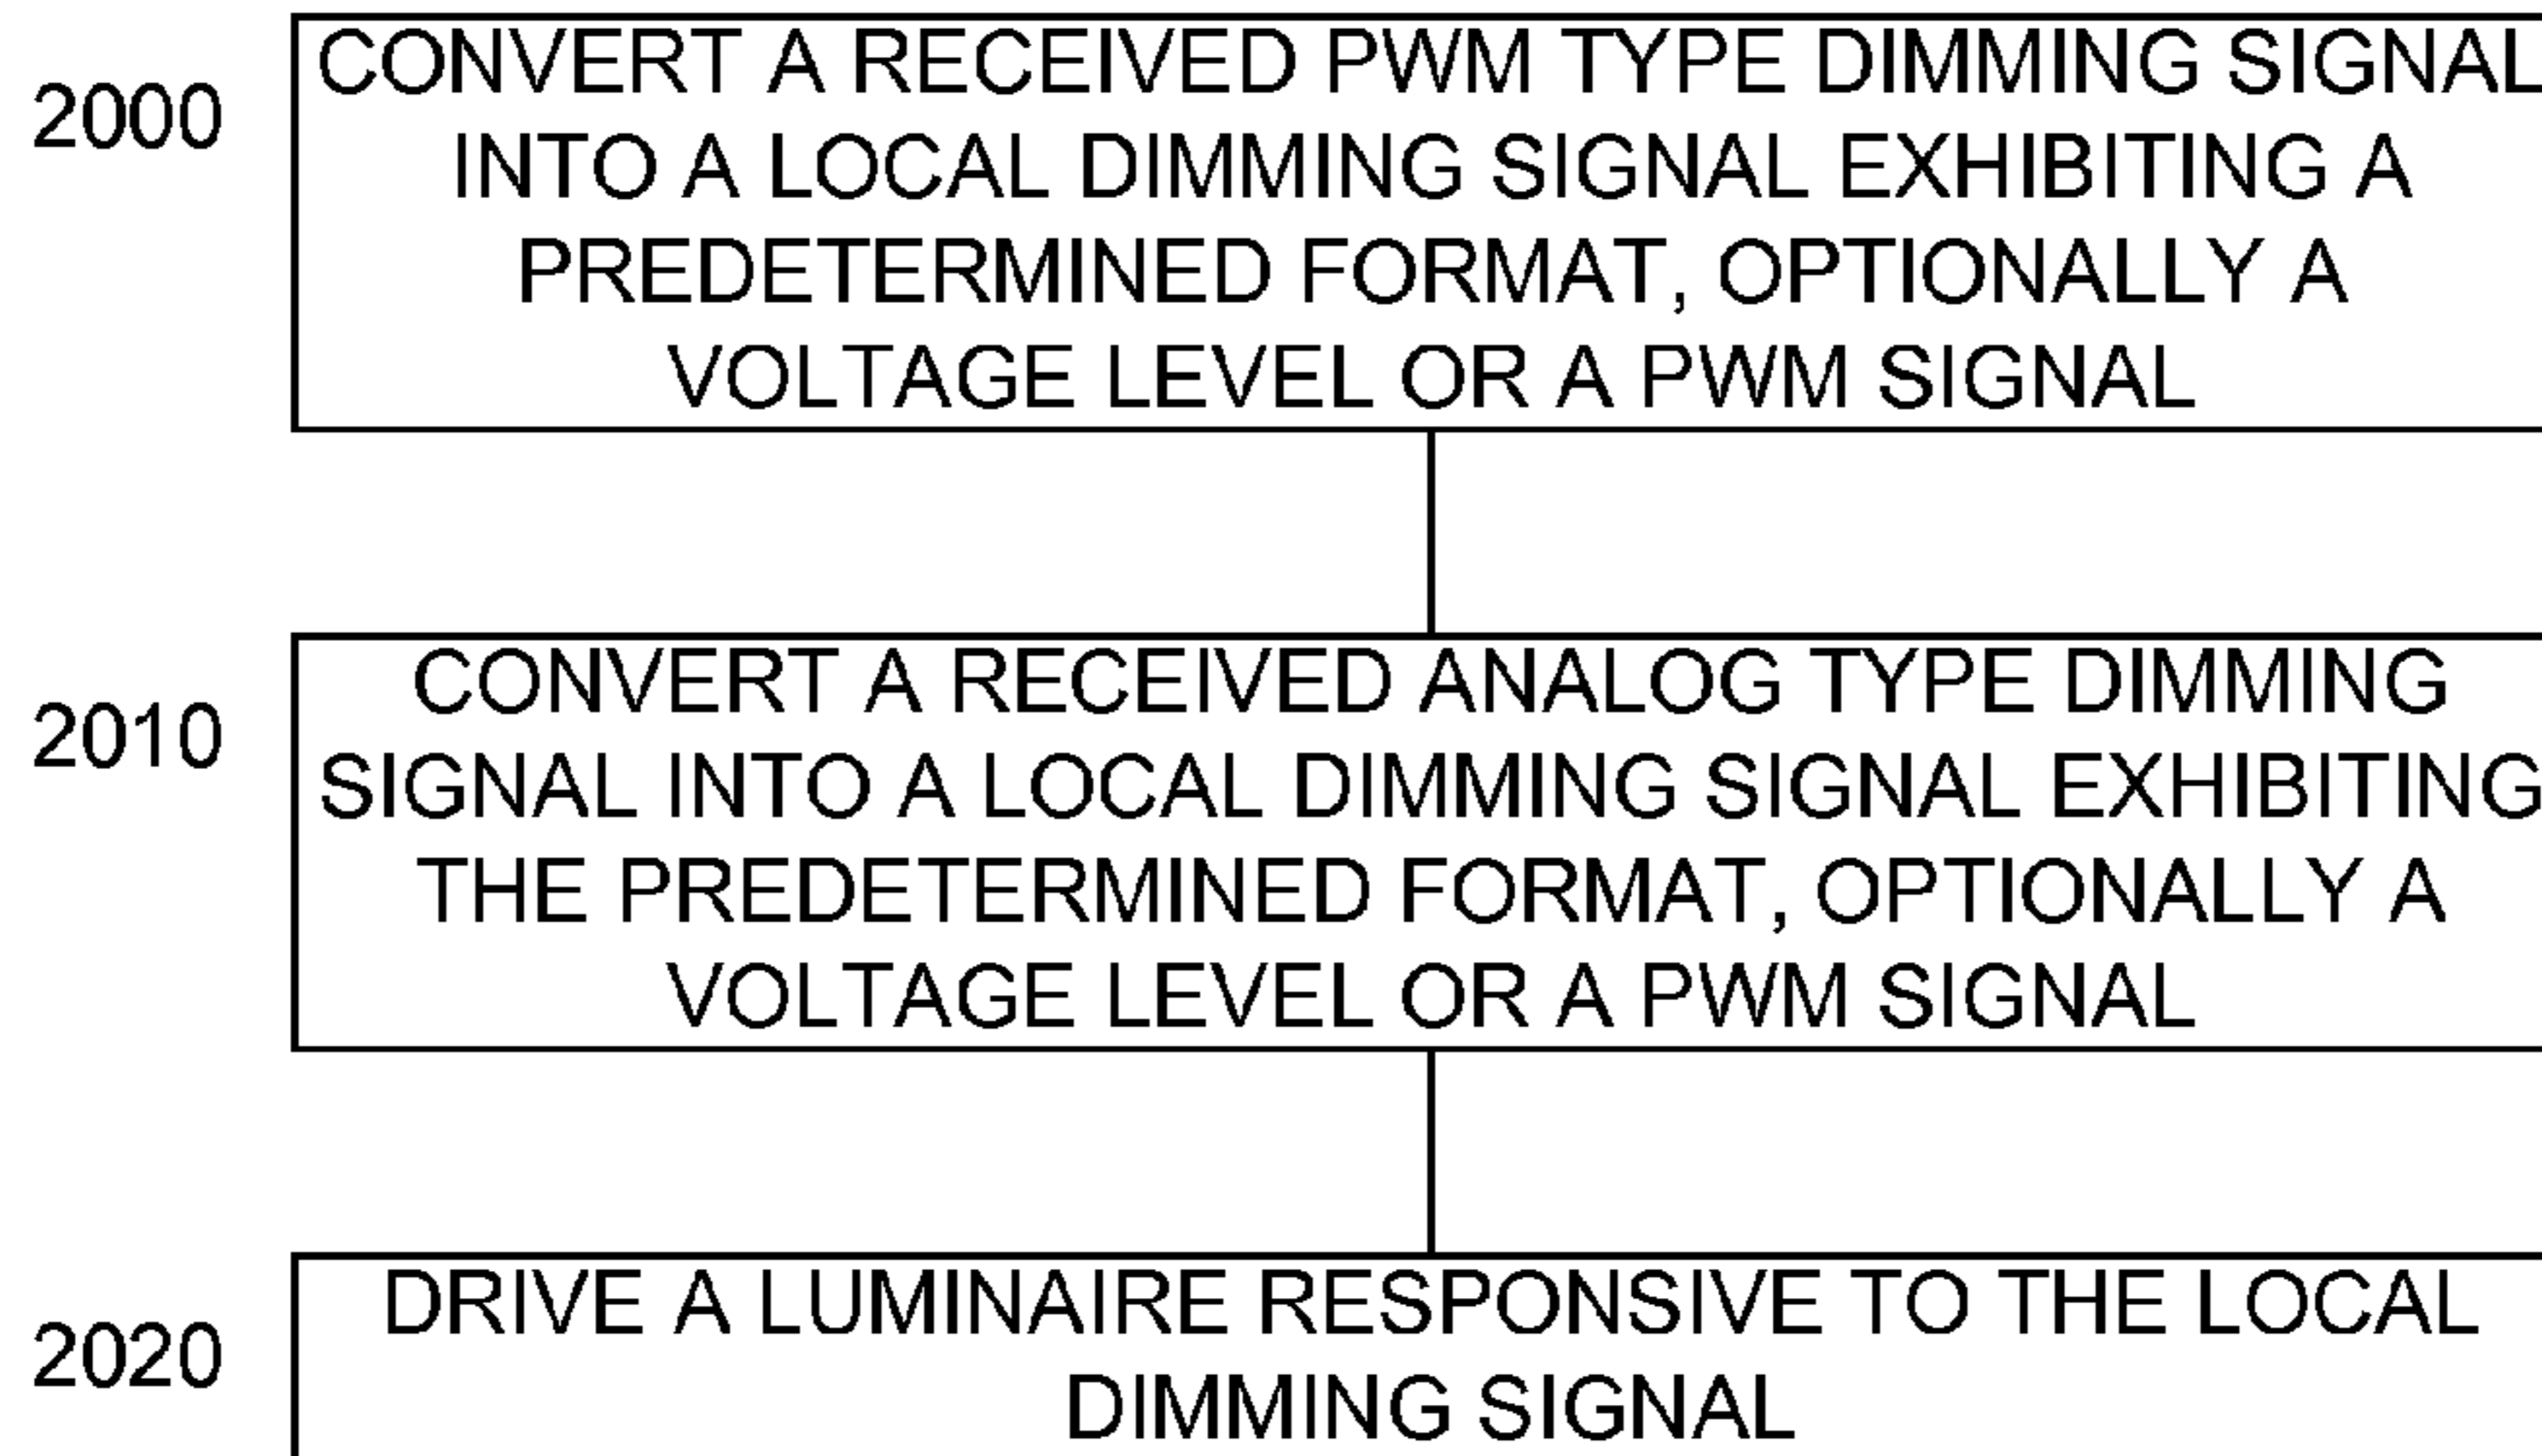 2000
CONVERT A RECEIVED PWM TYPE DIMMING SIGNAL
INTO A LOCAL DIMMING SIGNAL EXHIBITING A
PREDETERMINED FORMAT, OPTIONALLY A
VOLTAGE LEVEL OR A PWM SIGNAL
2010
CONVERT A RECEIVED ANALOG TYPE DIMMING
SIGNAL INTO A LOCAL DIMMING SIGNAL EXHIBITING
THE PREDETERMINED FORMAT, OPTIONALLY A
VOLTAGE LEVEL OR A PWM SIGNAL
2020
DRIVE A LUMINAIRE RESPONSIVE TO THE LOCAL
DIMMING SIGNAL